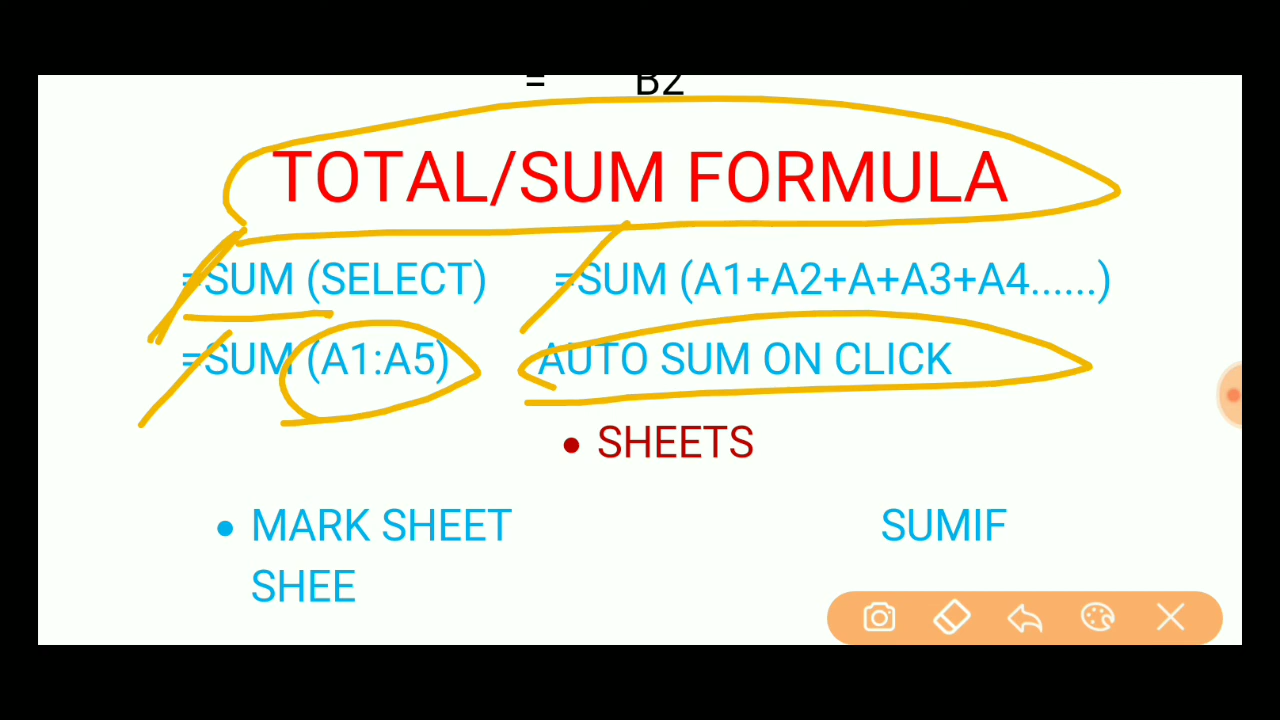 = B2
TOTAL/SUM FORMULA
=SUM (SELECT) =SUM (A1+A2+A+A3+A4......)
=SUM (A1:A5) AUTO SUM ON CLICK
• SHEETS
• MARK SHEET SUMIF
SHEE